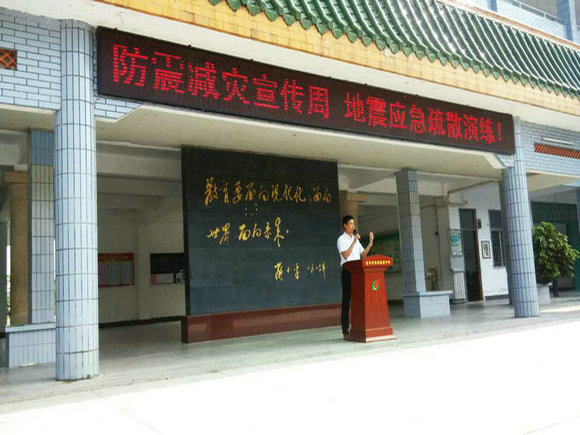 防震减灾宣传周 地震应急疏散演练！
教育要面向现代化，面向
世界，面向未来。
邓小平